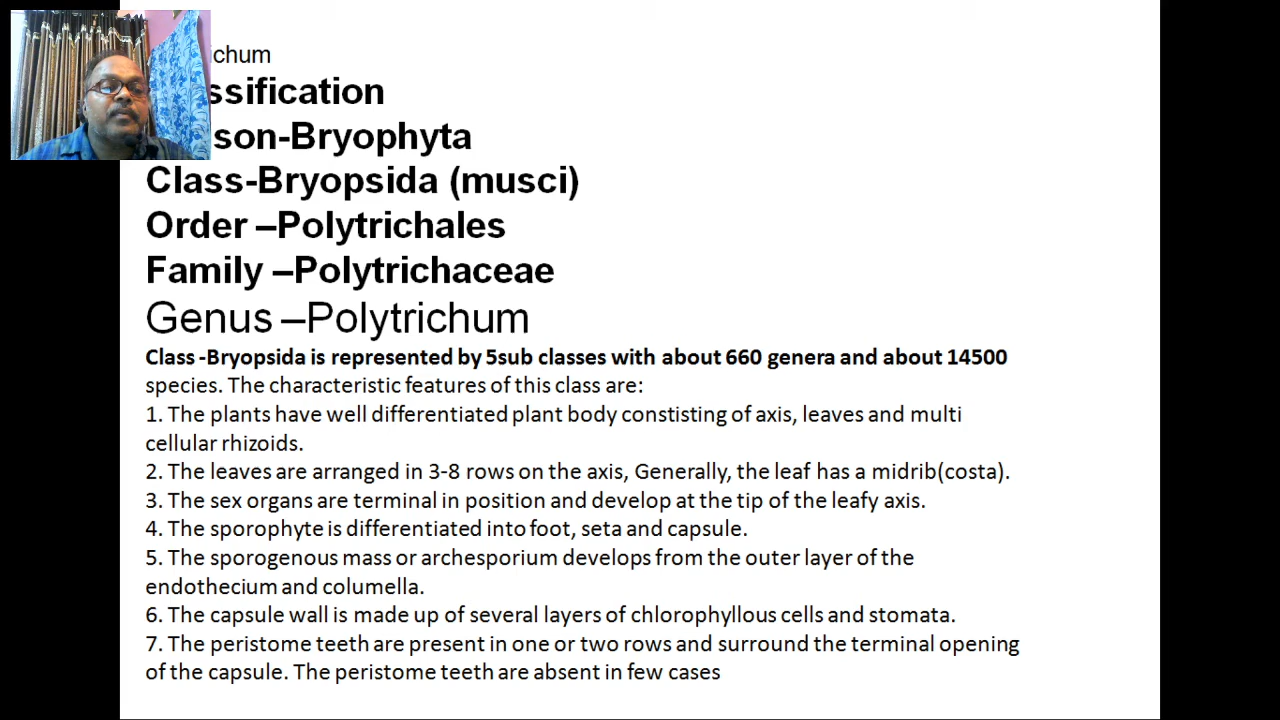 ichum
ssification
son-Bryophyta
Class-Bryopsida (musci)
Order –Polytrichales
Family –Polytrichaceae
Genus –Polytrichum
Class -Bryopsida is represented by 5sub classes with about 660 genera and about 14500
species. The characteristic features of this class are:
1. The plants have well differentiated plant body constisting of axis, leaves and multi
cellular rhizoids.
2. The leaves are arranged in 3-8 rows on the axis, Generally, the leaf has a midrib(costa).
3. The sex organs are terminal in position and develop at the tip of the leafy axis.
4. The sporophyte is differentiated into foot, seta and capsule.
5. The sporogenous mass or archesporium develops from the outer layer of the
endothecium and columella.
6. The capsule wall is made up of several layers of chlorophyllous cells and stomata.
7. The peristome teeth are present in one or two rows and surround the terminal opening
of the capsule. The peristome teeth are absent in few cases